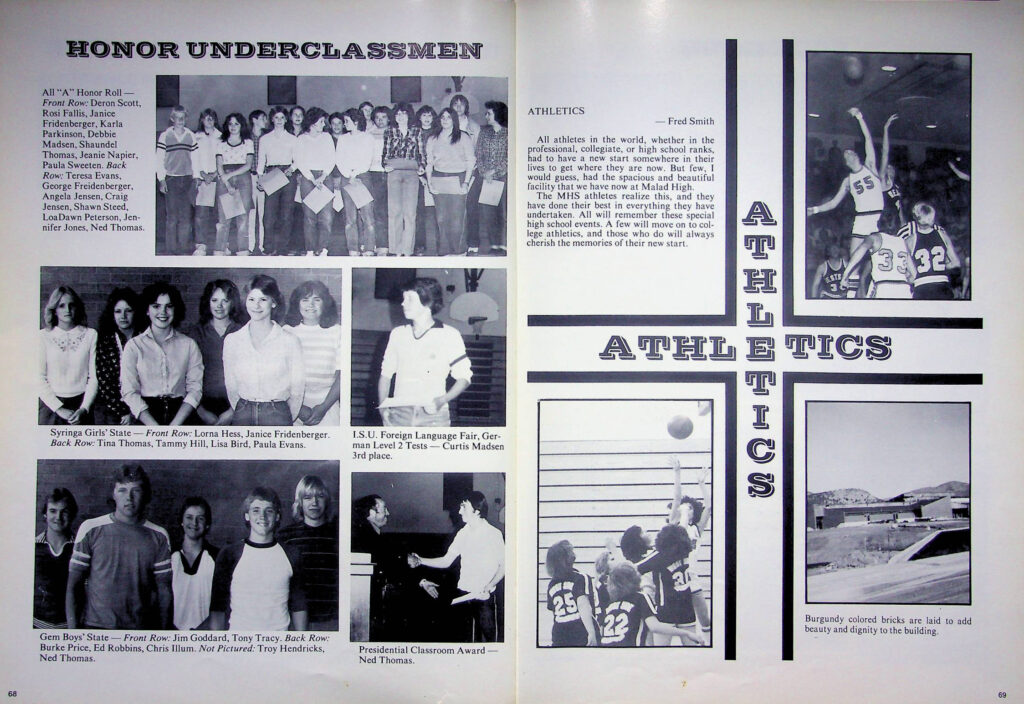 HONOR UNDERCLASSMEN
All "A" Honor Roll —
Front Row: Deron Scott,
Rosi Fallis, Janice
Fridenberger, Karla
Parkinson, Debbie
Madsen, Shaundel
Thomas, Jeanie Napier,
Paula Sweeten. Back
Row: Teresa Evans,
George Freidenberger,
Angela Jensen, Craig
Jensen, Shawn Steed,
LoaDawn Peterson, Jen-
nifer Jones, Ned Thomas.
Syringa Girls' State — Front Row: Lorna Hess, Janice Fridenberger.
Back Row: Tina Thomas, Tammy Hill, Lisa Bird, Paula Evans.
I.S.U. Foreign Language Fair, Ger-
man Level 2 Tests — Curtis Madsen
3rd place.
Gem Boys' State — Front Row: Jim Goddard, Tony Tracy. Back Row:
Burke Price, Ed Robbins, Chris Illum. Not Pictured: Troy Hendricks,
Ned Thomas.
Presidential Classroom Award —
Ned Thomas.
68
ATHLETICS
— Fred Smith
All athletes in the world, whether in the
professional, collegiate, or high school ranks,
had to have a new start somewhere in their
lives to get where they are now. But few, I
would guess, had the spacious and beautiful
facility that we have now at Malad High.
The MHS athletes realize this, and they
have done their best in everything they have
undertaken. All will remember these special
high school events. A few will move on to col-
lege athletics, and those who do will always
cherish the memories of their new start.
ATHLETICS
ATHLETICS
55
33
32
25
22
30
Burgundy colored bricks are laid to add
beauty and dignity to the building.
69